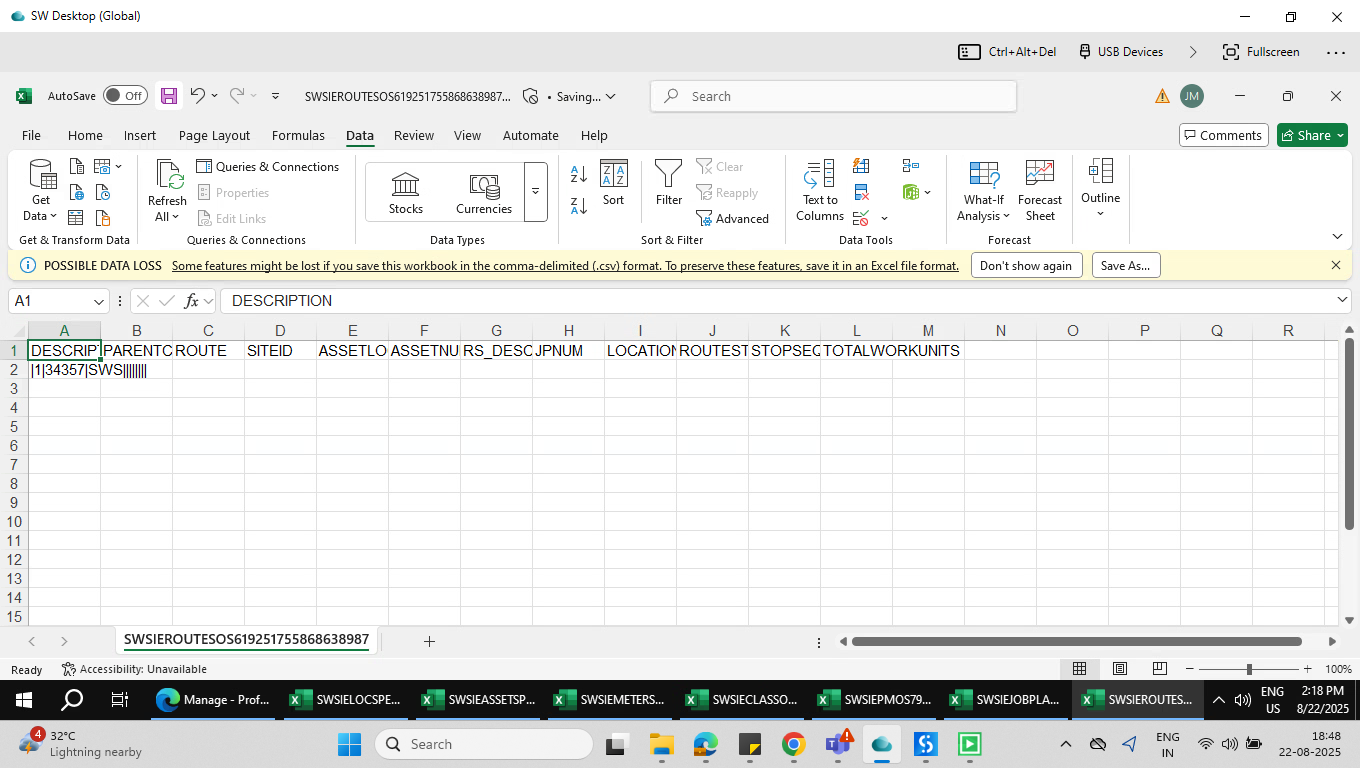 SW Desktop (Global)
Ctrl+Alt+Del USB Devices Fullscreen
AutoSave Off SWSIEROUTESOS619251755868638987... • Saving... Search JM
File Home Insert Page Layout Formulas Data Review View Automate Help Comments Share
Get Data Queries & Connections Properties Edit Links Refresh All Stocks Currencies Sort Filter Clear Reapply Advanced Text to Columns What-If Analysis Forecast Sheet Outline
Get & Transform Data Queries & Connections Data Types Sort & Filter Data Tools Forecast
POSSIBLE DATA LOSS Some features might be lost if you save this workbook in the comma-delimited (.csv) format. To preserve these features, save it in an Excel file format. Don't show again Save As...
A1 fx DESCRIPTION
A B C D E F G H I J K L M N O P Q R
1 DESCRIPT PARENTC ROUTE SITEID ASSETLO ASSETNU RS_DESC JPNUM LOCATION ROUTEST STOPSEQ TOTALWORKUNITS
2 |1|34357|SWS||||||||
3
4
5
6
7
8
9
10
11
12
13
14
15
SWSIEROUTESOS619251755868638987
Ready Accessibility: Unavailable 100%
Manage - Prof... SWSIELOCSPE... SWSIEASSETSP... SWSIEMETERS... SWSIECLASSO... SWSIEPMOS79... SWSIEJOBPLA... SWSIEROUTES... ENG US 2:18 PM 8/22/2025
4 32°C Lightning nearby Search ENG IN 18:48 22-08-2025